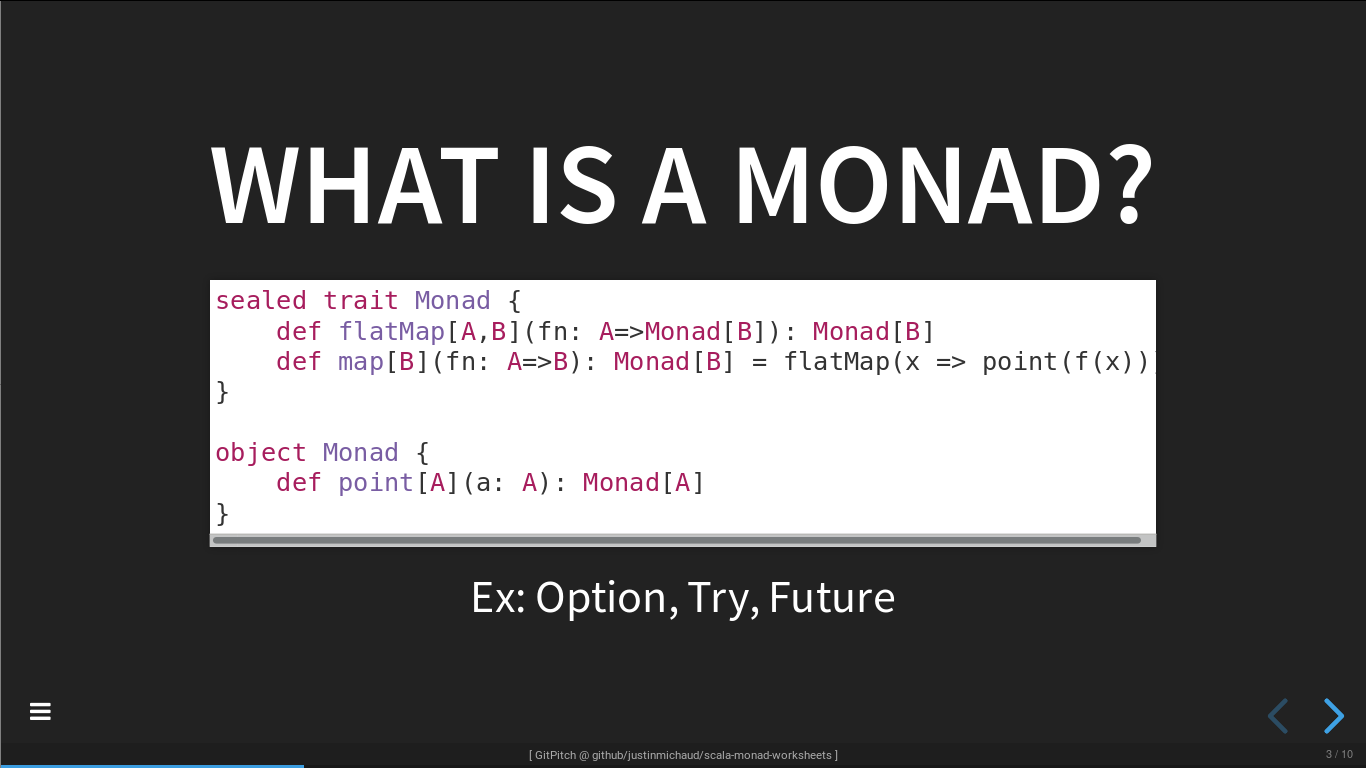 WHAT IS A MONAD?
sealed trait Monad {
    def flatMap[A,B](fn: A=>Monad[B]): Monad[B]
    def map[B](fn: A=>B): Monad[B] = flatMap(x => point(f(x))
}
object Monad {
    def point[A](a: A): Monad[A]
}
Ex: Option, Try, Future
[ GitPitch @ github/justinmichaud/scala-monad-worksheets ]
3 / 10